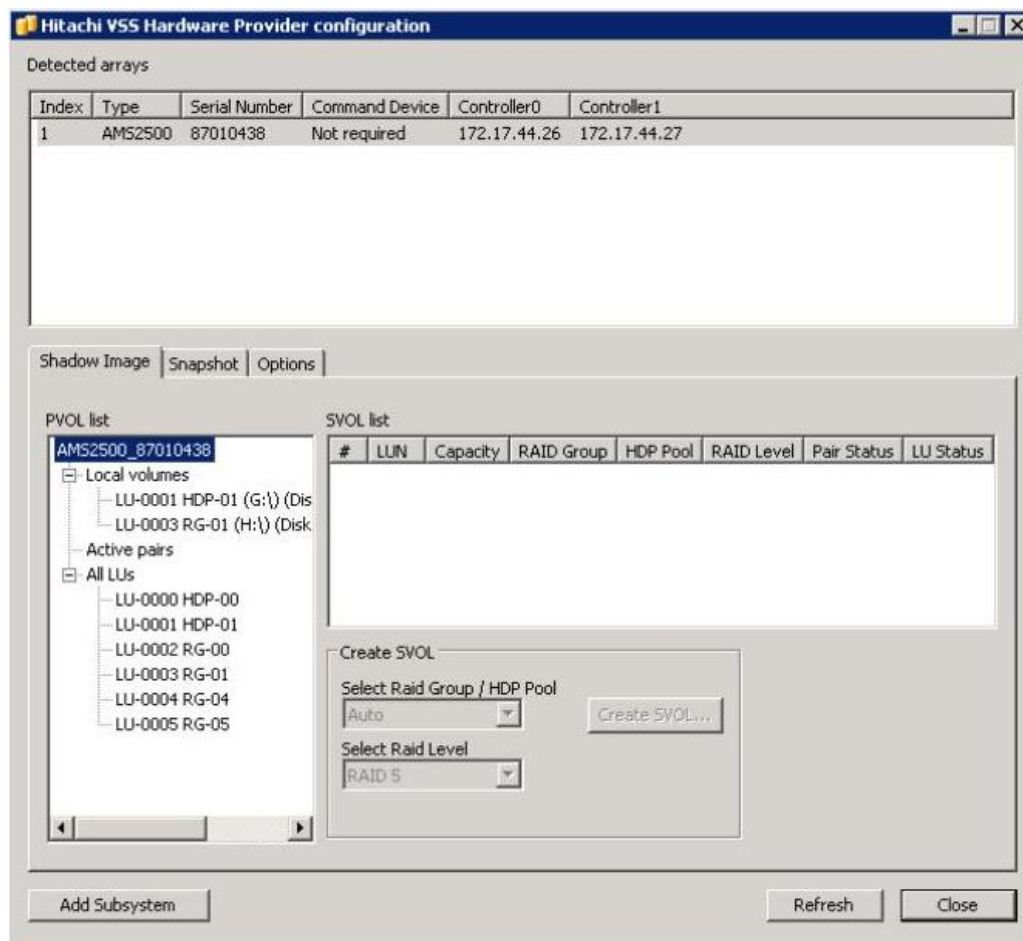 Hitachi VSS Hardware Provider configuration
Detected arrays
Index Type Serial Number Command Device Controller0 Controller1
1 AMS2500 87010438 Not required 172.17.44.26 172.17.44.27
Shadow Image Snapshot Options
PVOL list
AMS2500_87010438
Local volumes
LU-0001 HDP-01 (G:\) (Dis
LU-0003 RG-01 (H:\) (Disk
Active pairs
All LUs
LU-0000 HDP-00
LU-0001 HDP-01
LU-0002 RG-00
LU-0003 RG-01
LU-0004 RG-04
LU-0005 RG-05
SVOL list
# LUN Capacity RAID Group HDP Pool RAID Level Pair Status LU Status
Create SVOL
Select Raid Group / HDP Pool
Auto
Create SVOL...
Select Raid Level
RAID 5
Add Subsystem
Refresh
Close